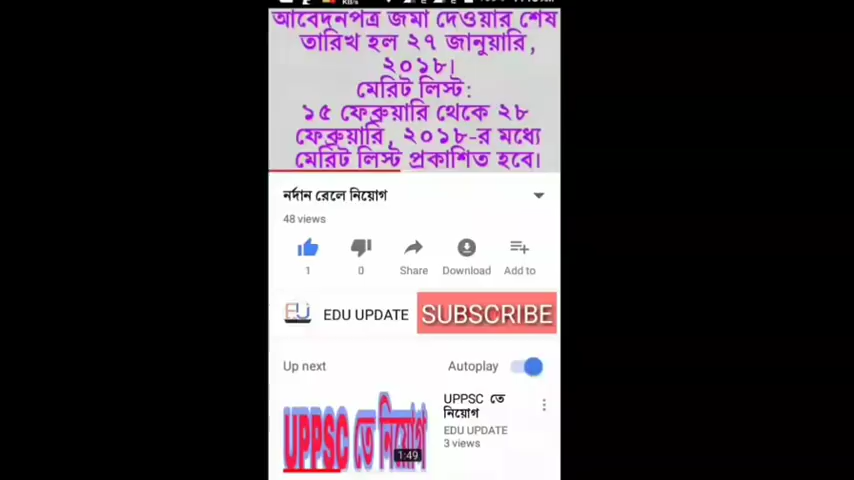 আবেদনপত্র জমা দেওয়ার শেষ
তারিখ হল ২৭ জানুয়ারি,
২০১৮।
মেরিট লিস্ট:
১৫ ফেব্রুয়ারি থেকে ২৮
ফেব্রুয়ারি, ২০১৮-র মধ্যে
মেরিট লিস্ট প্রকাশিত হবে।
নর্দান রেলে নিয়োগ
48 views
1
0
Share
Download
Add to
EU
EDU UPDATE
SUBSCRIBE
Up next
Autoplay
UPPSC তে নিয়োগ
1:49
UPPSC তে
নিয়োগ
EDU UPDATE
3 views